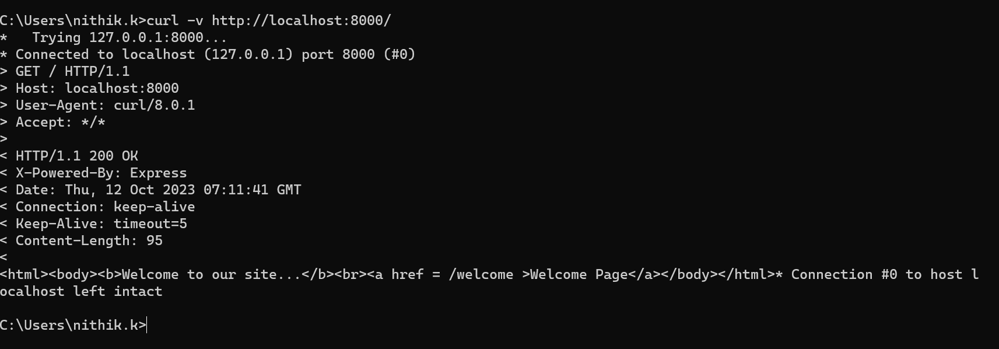 C:\Users\nithik.k>curl -v http://localhost:8000/
*   Trying 127.0.0.1:8000...
* Connected to localhost (127.0.0.1) port 8000 (#0)
> GET / HTTP/1.1
> Host: localhost:8000
> User-Agent: curl/8.0.1
> Accept: */*
>
< HTTP/1.1 200 OK
< X-Powered-By: Express
< Date: Thu, 12 Oct 2023 07:11:41 GMT
< Connection: keep-alive
< Keep-Alive: timeout=5
< Content-Length: 95
<
<html><body><b>Welcome to our site...</b><br><a href = /welcome >Welcome Page</a></body></html>* Connection #0 to host l
ocalhost left intact
C:\Users\nithik.k>